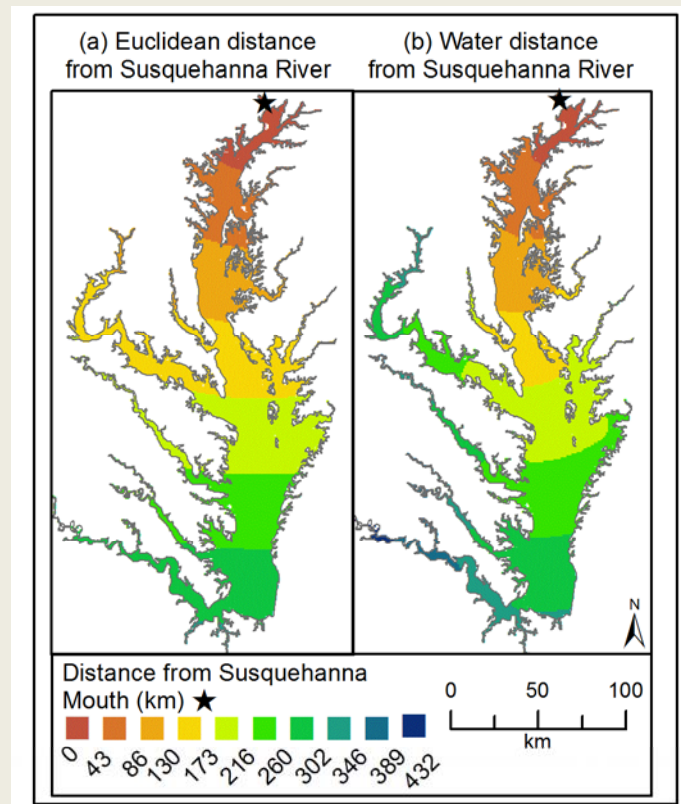 (a) Euclidean distance
from Susquehanna River
(b) Water distance
from Susquehanna River
N
Distance from Susquehanna
Mouth (km)
0 43 86 130 173 216 260 302 346 389 432
0 50 100
km